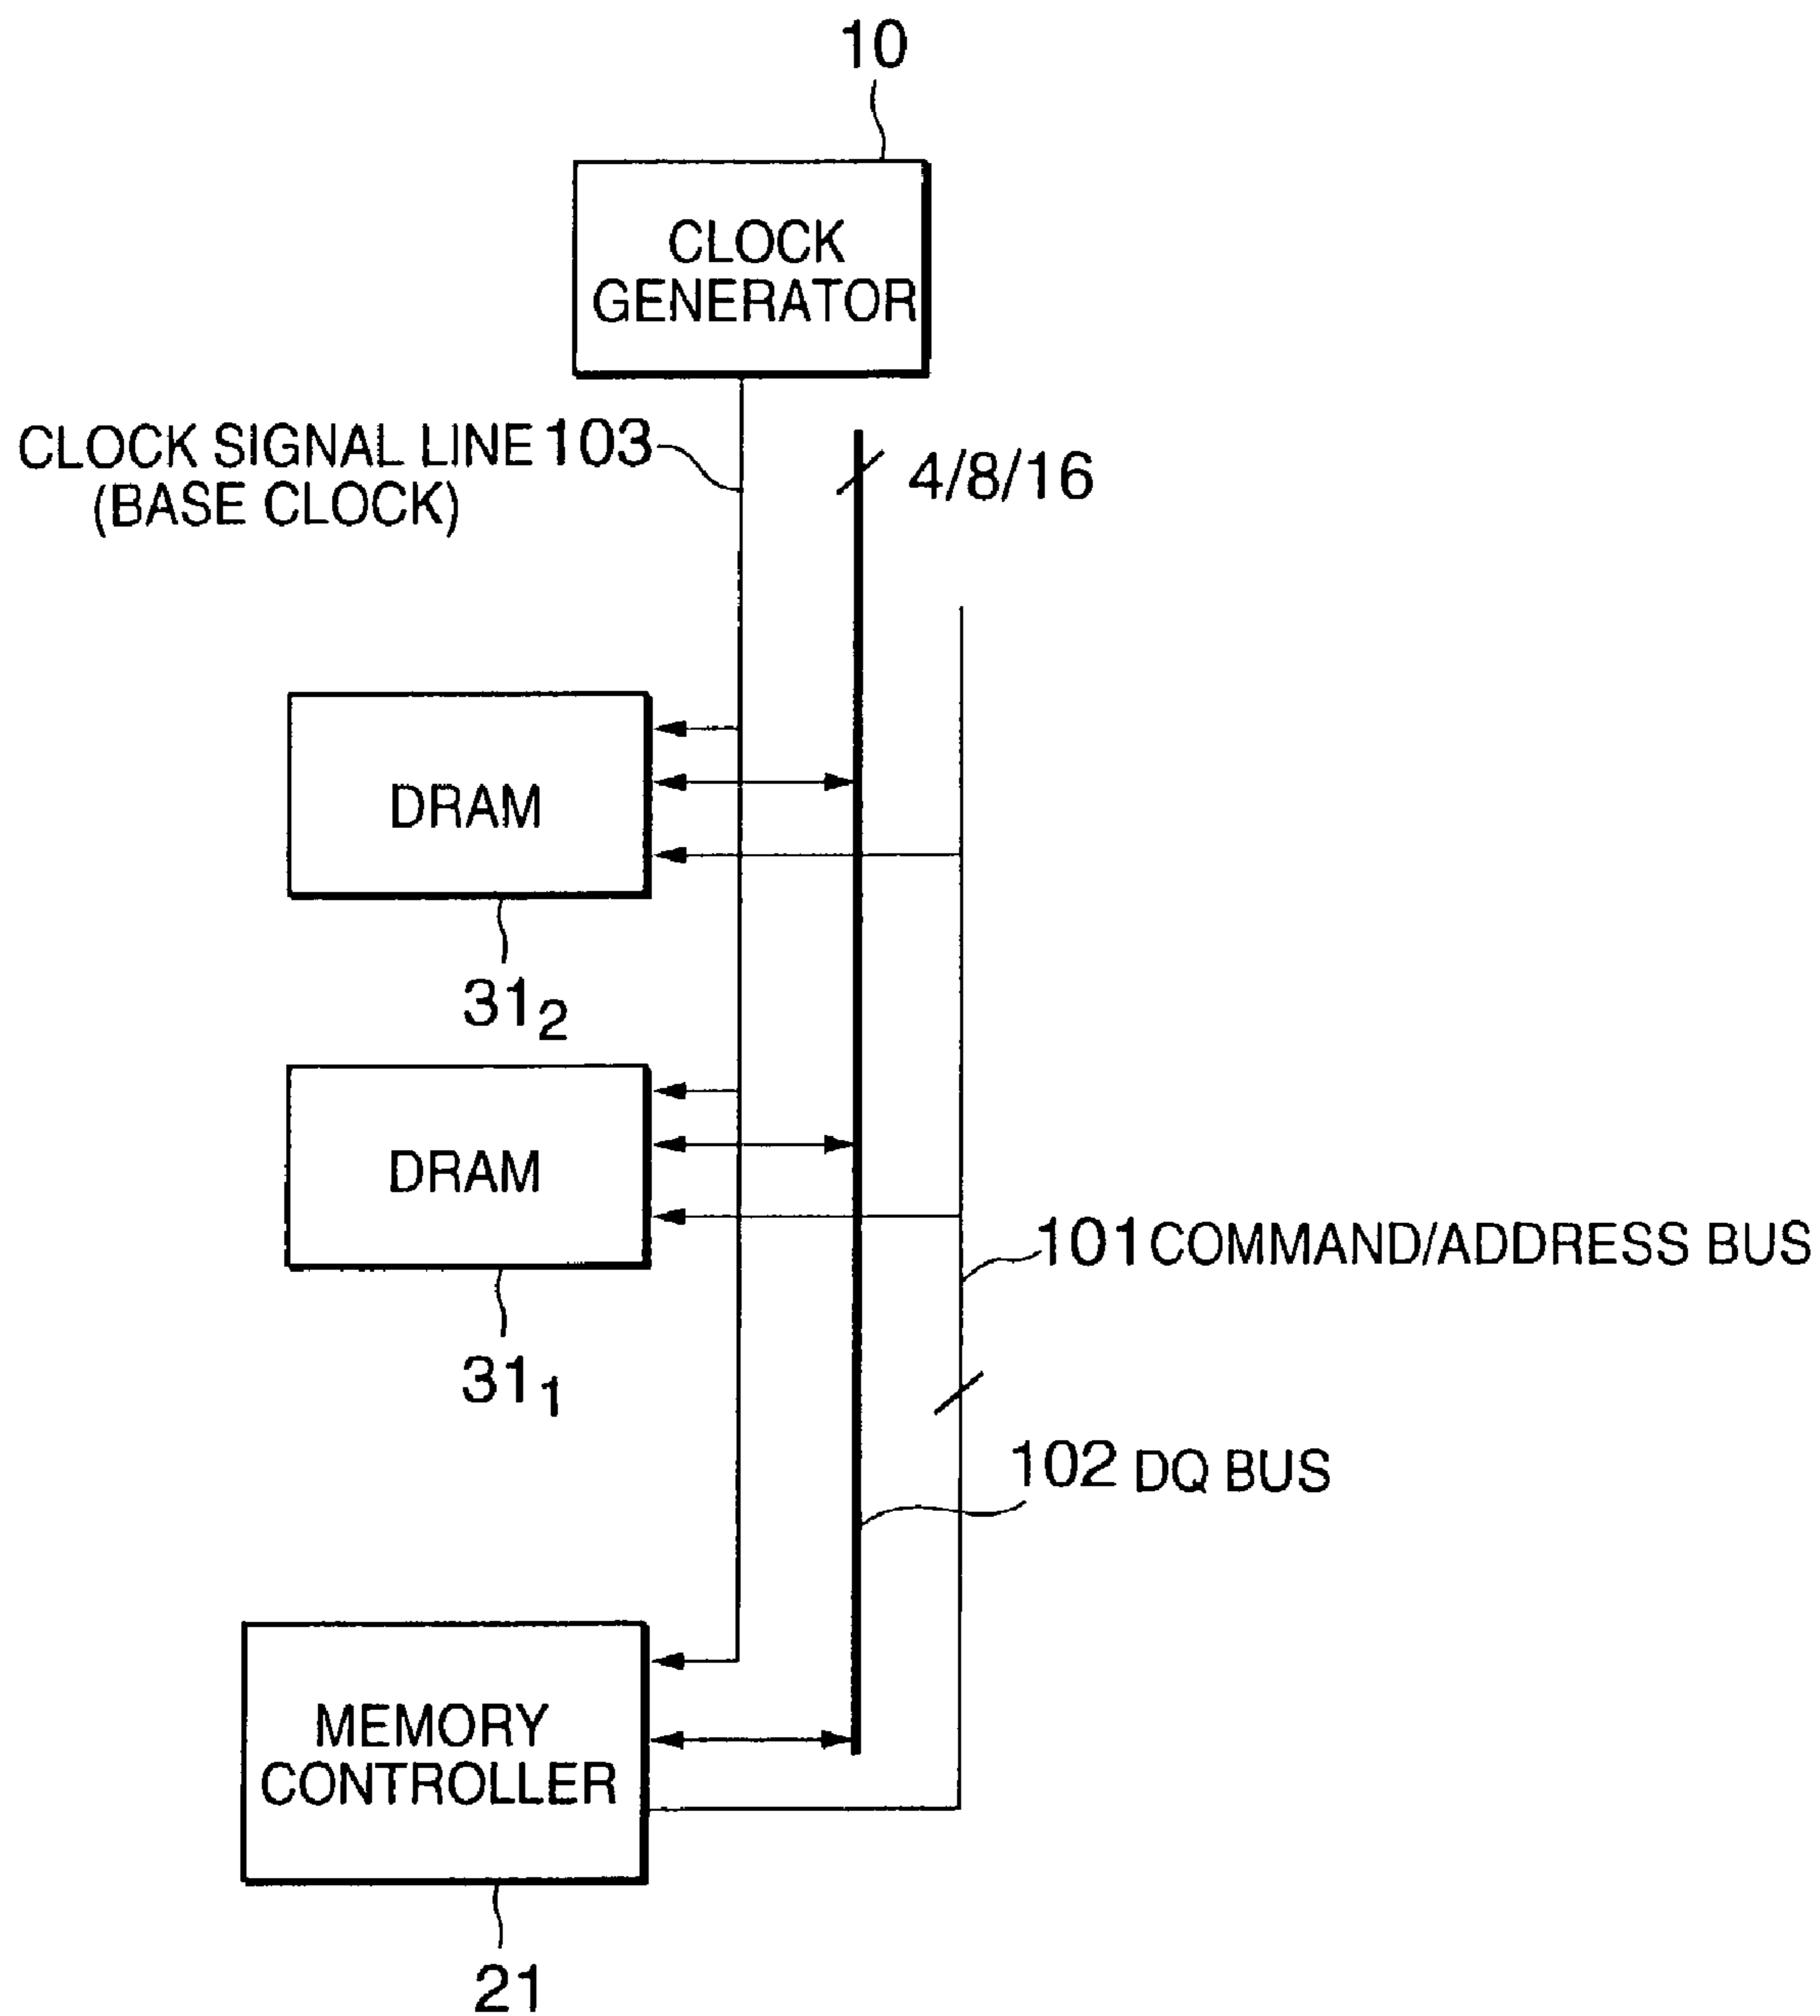 10
CLOCK
GENERATOR
CLOCK SIGNAL LINE 103
(BASE CLOCK)
4/8/16
DRAM
31₂
DRAM
101 COMMAND/ADDRESS BUS
31₁
102 DQ BUS
MEMORY
CONTROLLER
21